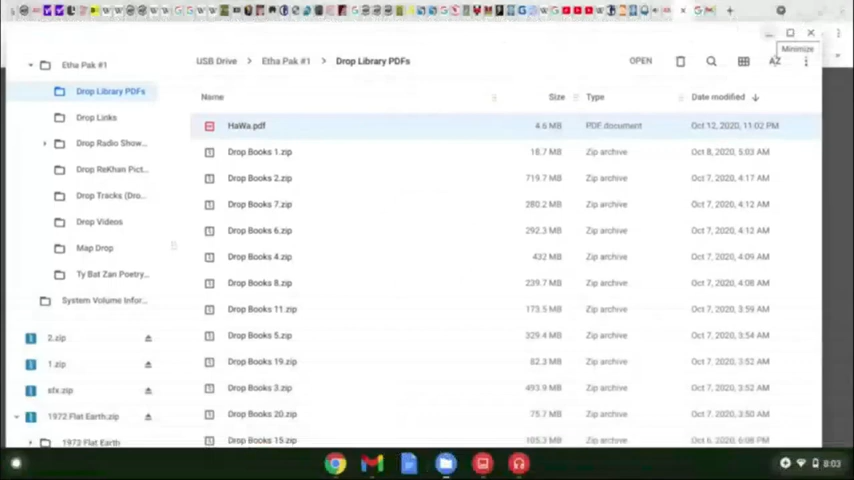 Minimize
Etha Pak #1
USB Drive > Etha Pak #1 > Drop Library PDFs
OPEN
AZ
Drop Library PDFs
Drop Links
Drop Radio Show...
Drop ReKhan Pict...
Drop Tracks (Dro...
Drop Videos
Map Drop
Ty Bat Zan Poetry...
System Volume Infor...
2.zip
1.zip
sfx.zip
1972 Flat Earth.zip
1972 Flat Earth
Name Size Type Date modified
HaWa.pdf 4.6 MB PDF document Oct 12, 2020, 11:02 PM
Drop Books 1.zip 18.7 MB Zip archive Oct 8, 2020, 5:03 AM
Drop Books 2.zip 719.7 MB Zip archive Oct 7, 2020, 4:17 AM
Drop Books 7.zip 280.2 MB Zip archive Oct 7, 2020, 4:12 AM
Drop Books 6.zip 292.3 MB Zip archive Oct 7, 2020, 4:12 AM
Drop Books 4.zip 432 MB Zip archive Oct 7, 2020, 4:09 AM
Drop Books 8.zip 239.7 MB Zip archive Oct 7, 2020, 4:08 AM
Drop Books 11.zip 173.5 MB Zip archive Oct 7, 2020, 3:59 AM
Drop Books 5.zip 329.4 MB Zip archive Oct 7, 2020, 3:54 AM
Drop Books 19.zip 82.3 MB Zip archive Oct 7, 2020, 3:52 AM
Drop Books 3.zip 493.9 MB Zip archive Oct 7, 2020, 3:52 AM
Drop Books 20.zip 75.7 MB Zip archive Oct 7, 2020, 3:50 AM
Drop Books 15.zip 105.3 MB Zip archive Oct 6, 2020, 6:08 PM
8:03